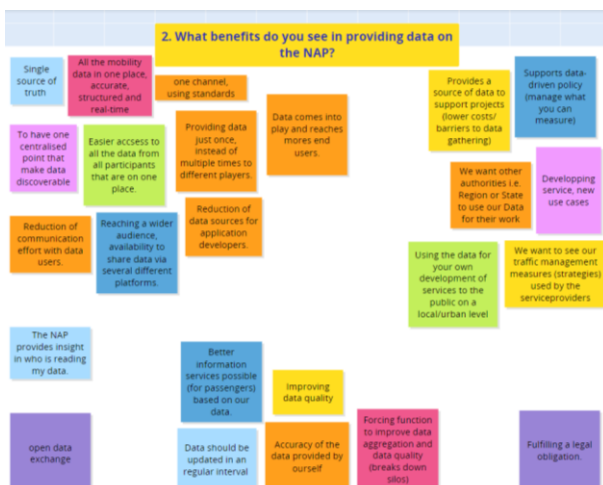 2. What benefits do you see in providing data on
the NAP?
Single
source of
truth
All the mobility
data in one place,
accurate,
structured and
real-time
one channel,
using standards
Provides a
source of data to
support projects
(lower costs/
barriers to data
gathering)
Supports data-
driven policy
(manage what
you can
measure)
To have one
centralised
point that
make data
discoverable
Easier accsess to
all the data from
all participants
that are on one
place.
Providing data
just once,
instead of
multiple times to
different players.
Data comes into
play and reaches
mores end
users.
We want other
authorities i.e.
Region or State
to use our Data
for their work
Developping
service, new
use cases
Reduction of
communication
effort with data
users.
Reaching a wider
audience,
availability to
share data via
several different
platforms.
Reduction of
data sources for
application
developers.
Using the data for
your own
development of
services to the
public on a
local/urban level
We want to see our
traffic management
measures (strategies)
used by the
serviceproviders
The NAP
provides insight
in who is reading
my data.
Better
information
services possible
(for passengers)
based on our
data.
Improving
data quality
open data
exchange
Data should be
updated in an
regular interval
Accuracy of the
data provided by
ourself
Forcing function
to improve data
aggregation and
data quality
(breaks down
silos)
Fulfilling a legal
obligation.